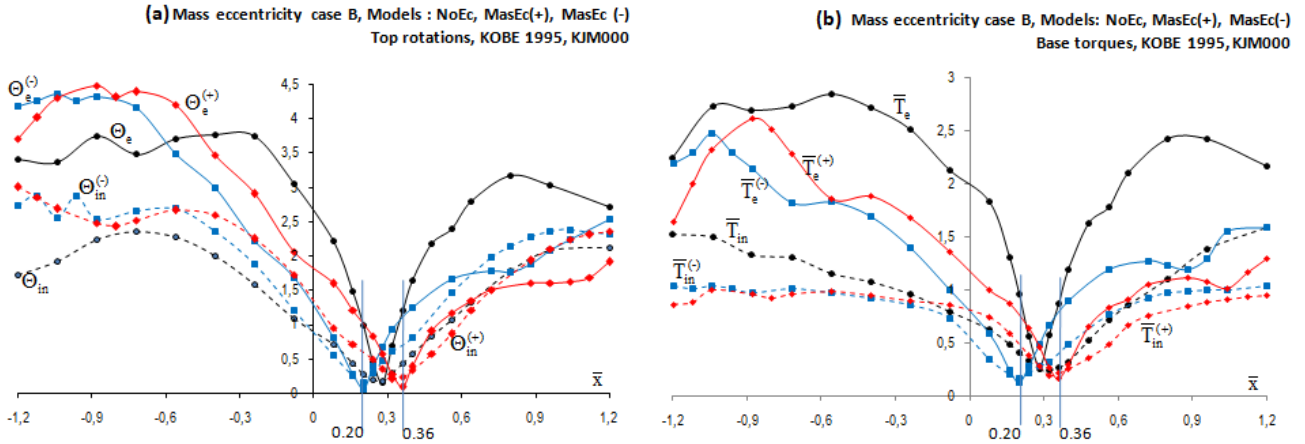 (a) Mass eccentricity case B, Models : NoEc, MasEc(+), MasEc (-)
Top rotations, KOBE 1995, KJM000
4,5
4
3,5
3
2,5
2
1,5
1
0,5
0
-1,2 -0,9 -0,6 -0,3 0 0,3 0,6 0,9 1,2
0.20 0.36
x̅
Θe(-)
Θe(+)
Θe
Θin(-)
Θin
Θin(+)
(b) Mass eccentricity case B, Models: NoEc, MasEc(+), MasEc(-)
Base torques, KOBE 1995, KJM000
3
2,5
2
1,5
1
0,5
0
-1,2 -0,9 -0,6 -0,3 0 0,3 0,6 0,9 1,2
0.20 0.36
x̅
T̅e
T̅e(+)
T̅e(-)
T̅in
T̅in(-)
T̅in(+)